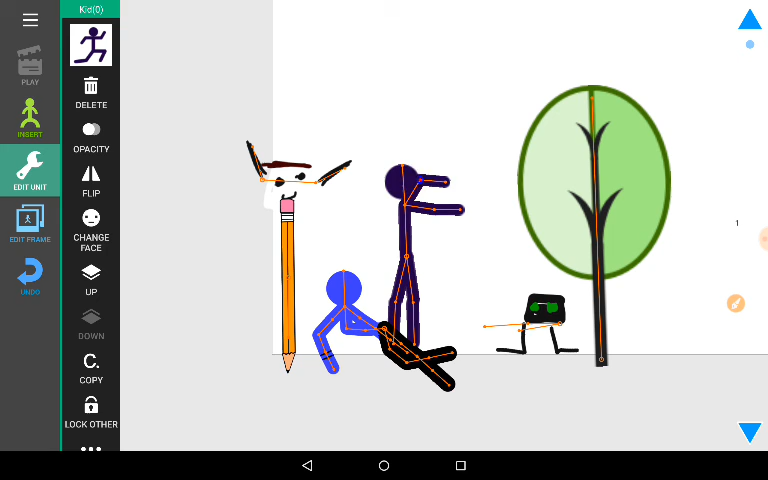 Kid(0)
PLAY
INSERT
EDIT UNIT
EDIT FRAME
UNDO
DELETE
OPACITY
FLIP
CHANGE
FACE
UP
DOWN
C.
COPY
LOCK OTHER
1